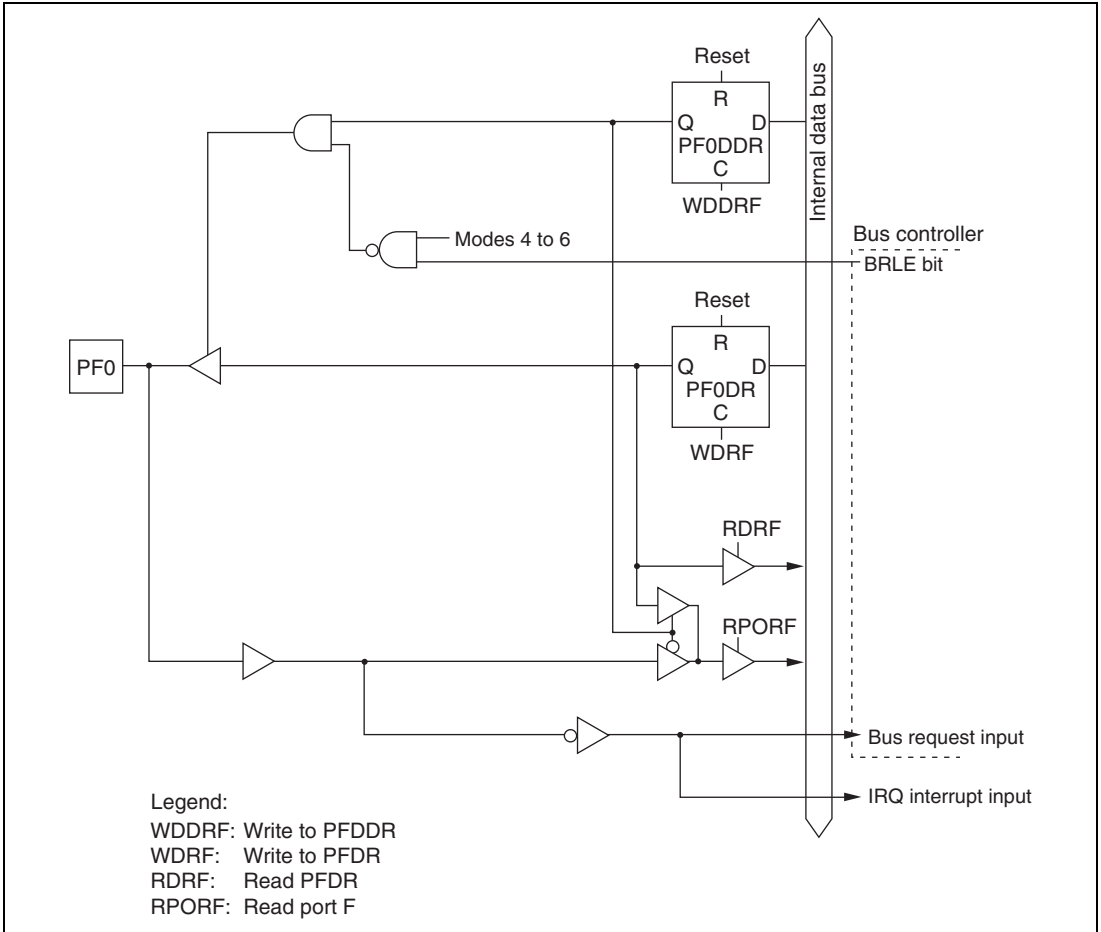 Reset
R
Q D
PF0DDR
C
WDDRF
Internal data bus
Modes 4 to 6
Bus controller
BRLE bit
Reset
R
PF0
Q D
PF0DR
C
WDRF
RDRF
RPORF
Bus request input
IRQ interrupt input
Legend:
WDDRF: Write to PFDDR
WDRF: Write to PFDR
RDRF: Read PFDR
RPORF: Read port F